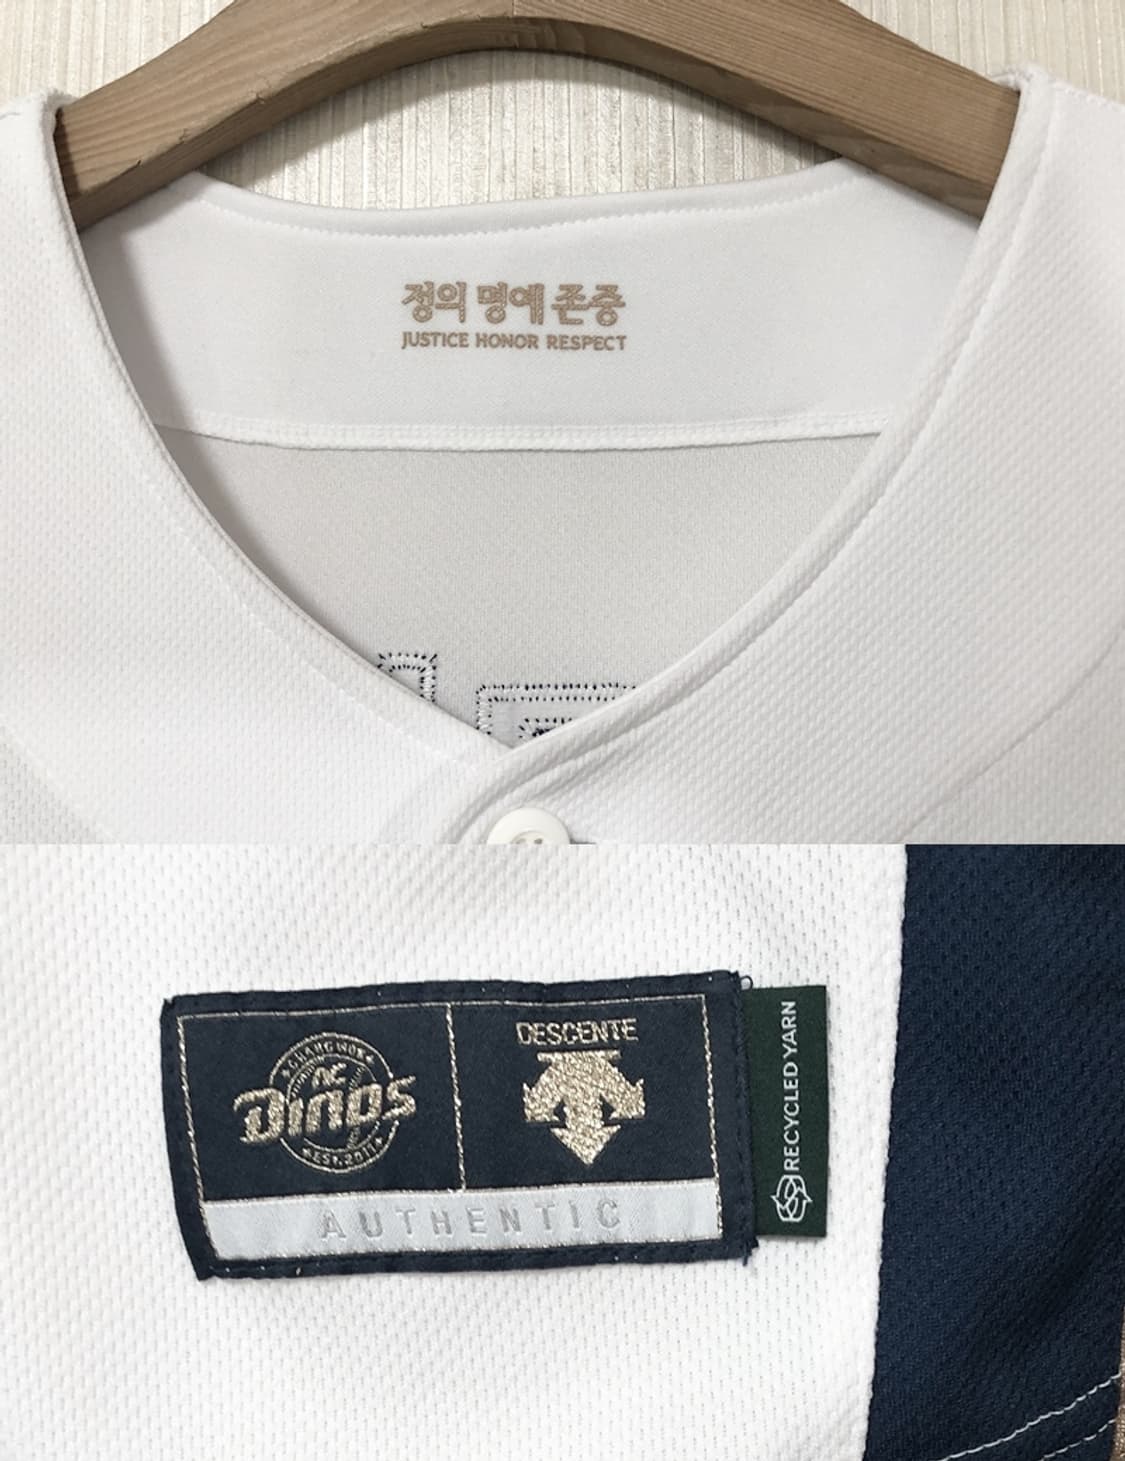 정의 명예 존중
JUSTICE HONOR RESPECT
CHANGWON
NC
DINOS
EST. 2011
DESCENTE
AUTHENTIC
RECYCLED YARN